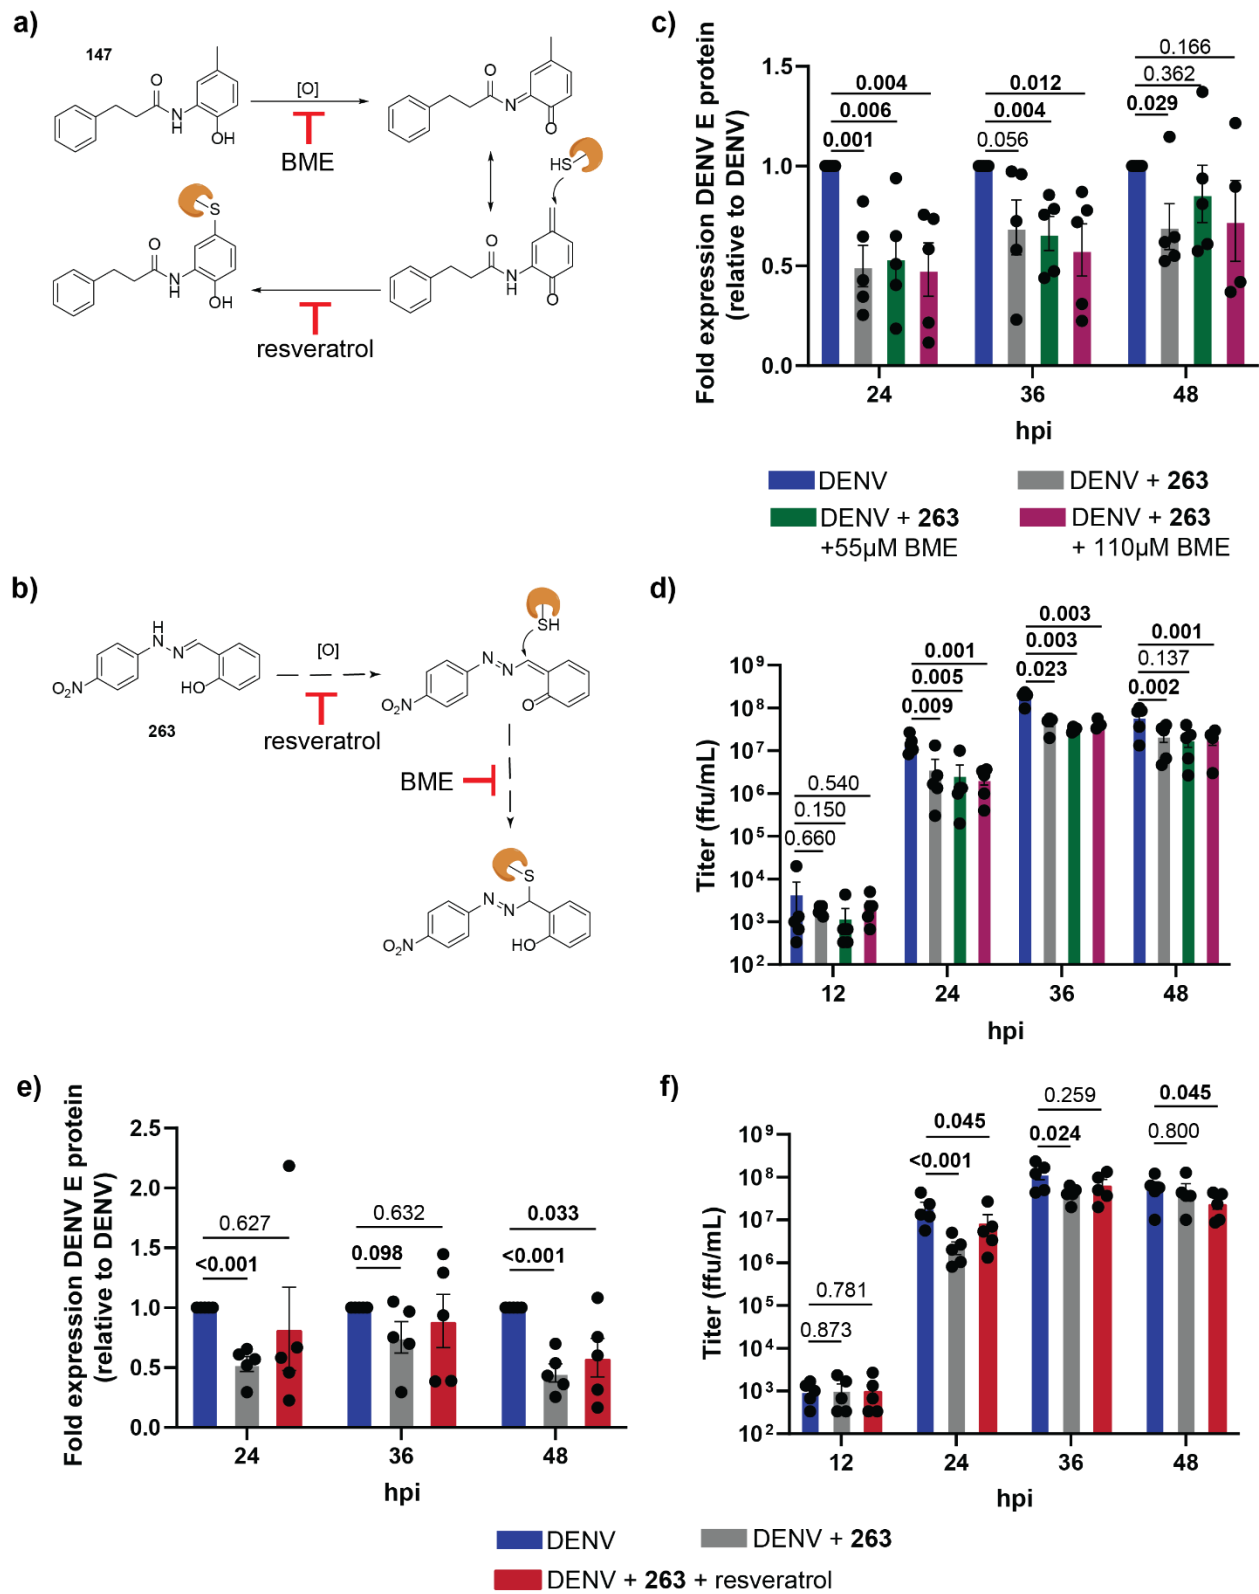 a)
147
O
N
H
OH
[O]
BME
O
N
O
HS
S
O
N
H
OH
resveratrol
O
N
H
O
b)
H
N
N
HO
O₂N
263
[O]
resveratrol
SH
N
N
O
O₂N
BME
S
N
N
HO
O₂N
c)
Fold expression DENV E protein
(relative to DENV)
1.5
1.0
0.5
0.0
0.004
0.006
0.001
0.012
0.004
0.056
0.166
0.362
0.029
24
36
48
hpi
DENV
DENV + 263
DENV + 263
+55µM BME
DENV + 263
+ 110µM BME
d)
Titer (ffu/mL)
10⁹
10⁸
10⁷
10⁶
10⁵
10⁴
10³
10²
0.540
0.150
0.660
0.001
0.005
0.009
0.003
0.003
0.023
0.001
0.137
0.002
12
24
36
48
hpi
e)
Fold expression DENV E protein
(relative to DENV)
2.5
2.0
1.5
1.0
0.5
0.0
0.627
<0.001
0.632
0.098
0.033
<0.001
24
36
48
hpi
f)
Titer (ffu/mL)
10⁹
10⁸
10⁷
10⁶
10⁵
10⁴
10³
10²
0.781
0.873
0.045
<0.001
0.259
0.024
0.045
0.800
12
24
36
48
hpi
DENV
DENV + 263
DENV + 263 + resveratrol